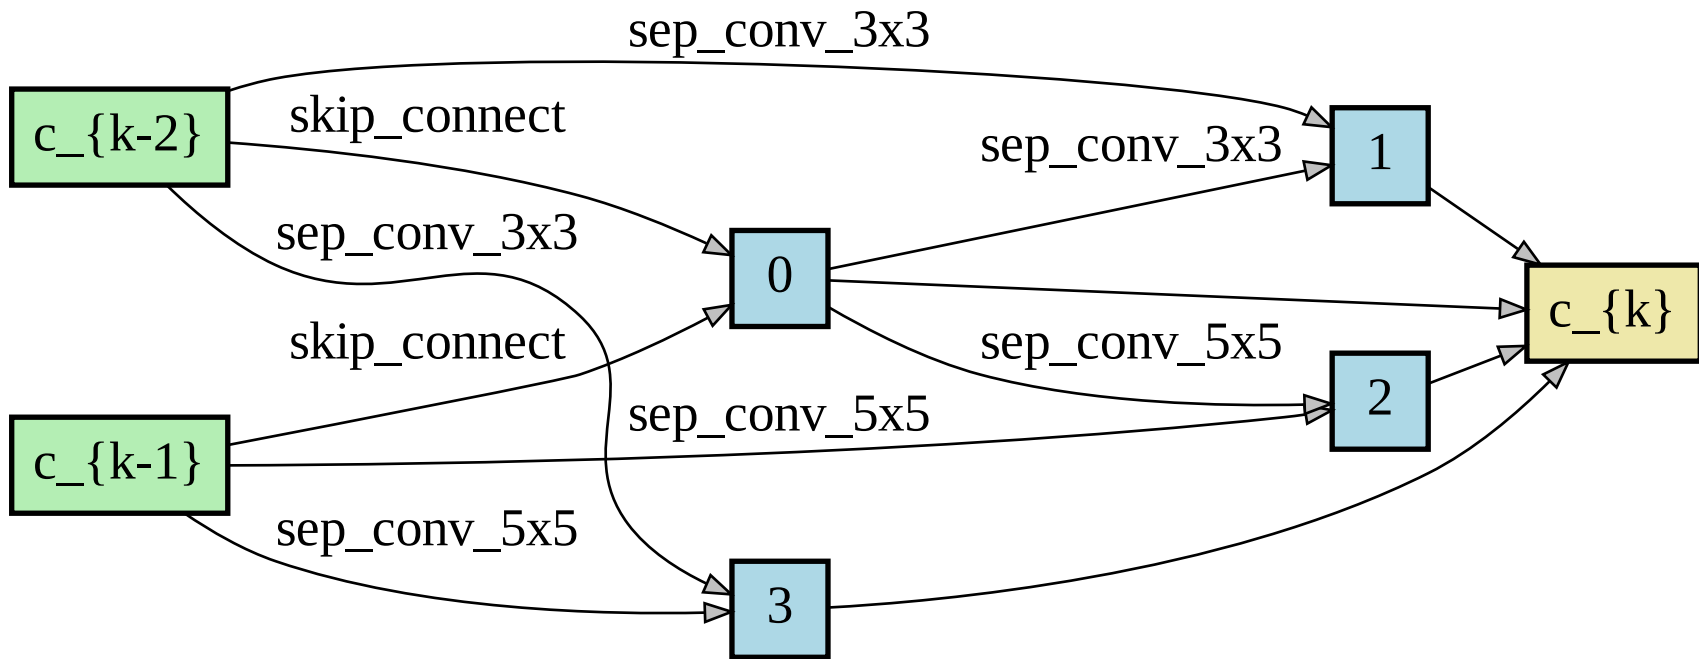 sep_conv_3x3
c_{k-2}
skip_connect
sep_conv_3x3
1
sep_conv_3x3
0
c_{k}
skip_connect
sep_conv_5x5
2
sep_conv_5x5
c_{k-1}
sep_conv_5x5
3